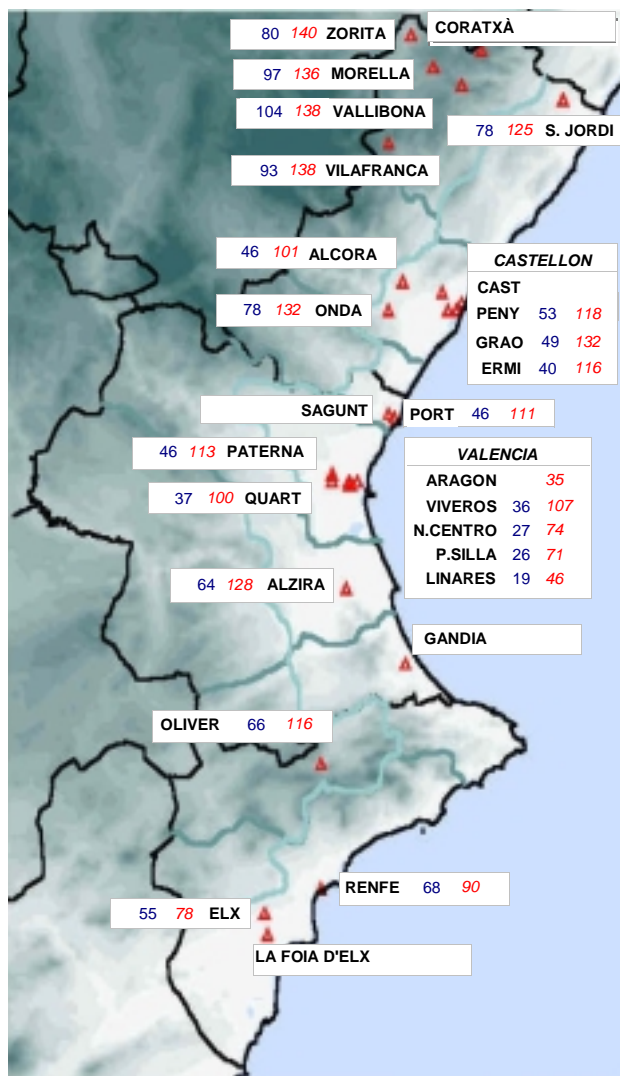 80 140 ZORITA
CORATXÀ
97 136 MORELLA
104 138 VALLIBONA
78 125 S. JORDI
93 138 VILAFRANCA
46 101 ALCORA
78 132 ONDA
CASTELLON
CAST
PENY 53 118
GRAO 49 132
ERMI 40 116
SAGUNT
PORT 46 111
46 113 PATERNA
37 100 QUART
VALENCIA
ARAGON 35
VIVEROS 36 107
N.CENTRO 27 74
P.SILLA 26 71
LINARES 19 46
64 128 ALZIRA
GANDIA
OLIVER 66 116
RENFE 68 90
55 78 ELX
LA FOIA D'ELX